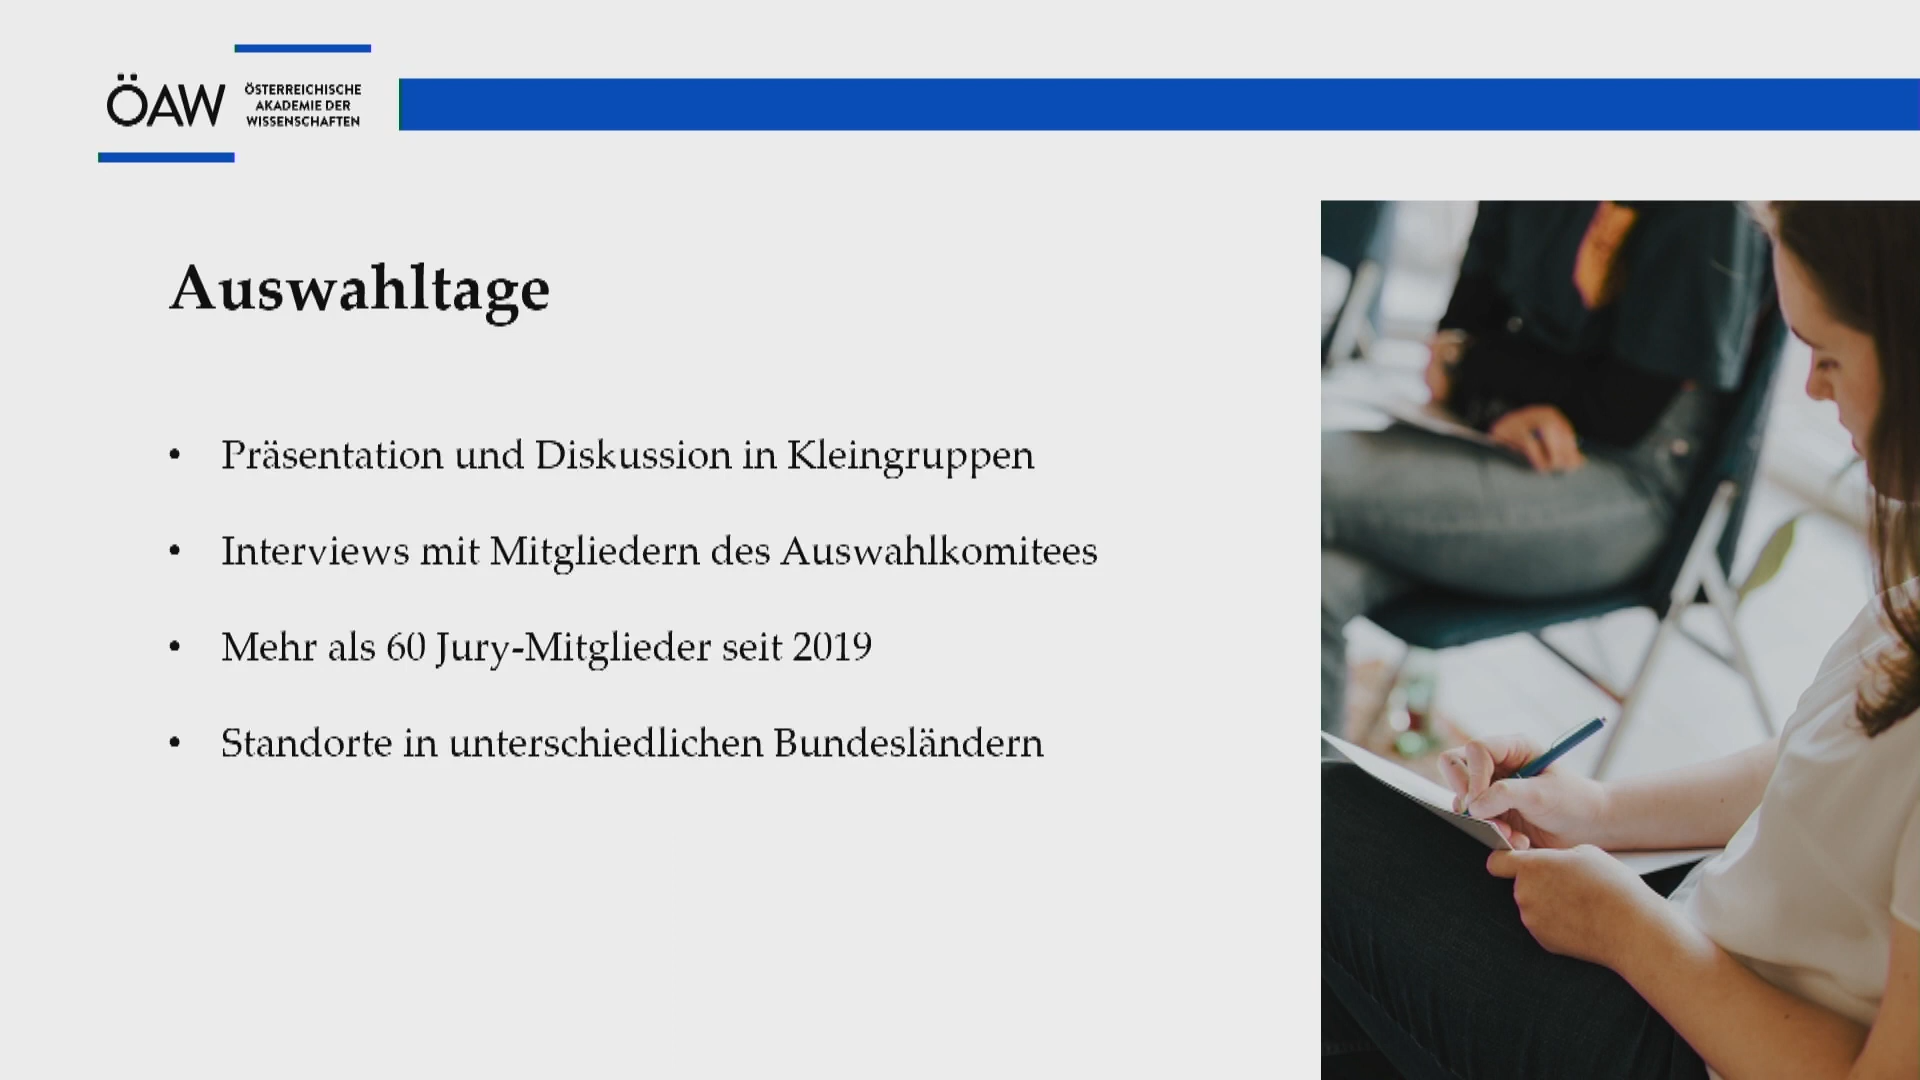 ÖAW
ÖSTERREICHISCHE
AKADEMIE DER
WISSENSCHAFTEN
Auswahltage
• Präsentation und Diskussion in Kleingruppen
• Interviews mit Mitgliedern des Auswahlkomitees
• Mehr als 60 Jury-Mitglieder seit 2019
• Standorte in unterschiedlichen Bundesländern